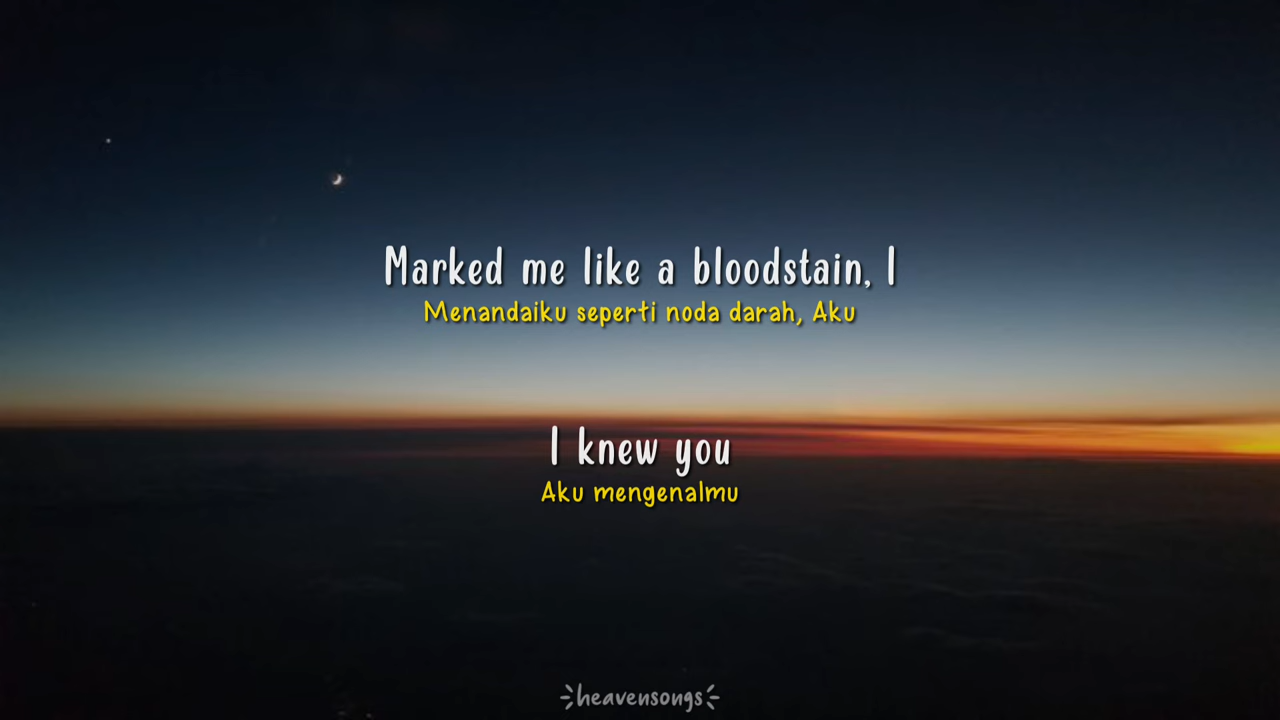 Marked me like a bloodstain, I
Menandaiku seperti noda darah, Aku
I knew you
Aku mengenalmu
heavensongs